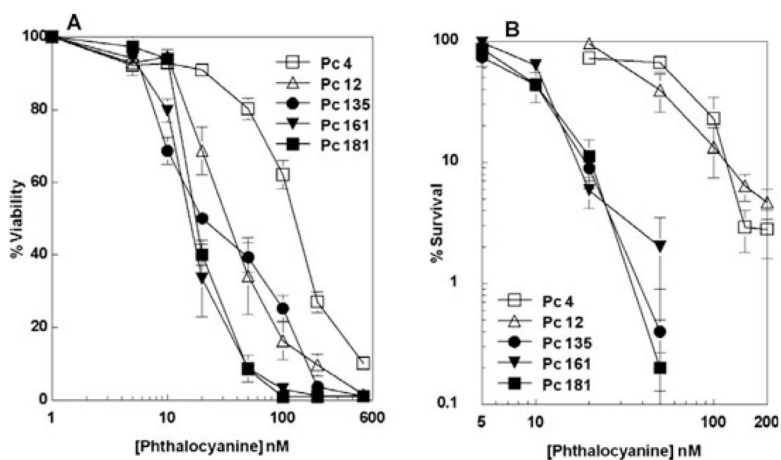 A
100
80
60
40
20
0
% Viability
1
10
100
600
[Phthalocyanine] nM
Pc 4
Pc 12
Pc 135
Pc 161
Pc 181
B
100
10
1
0.1
% Survival
5
10
100
200
[Phthalocyanine] nM
Pc 4
Pc 12
Pc 135
Pc 161
Pc 181